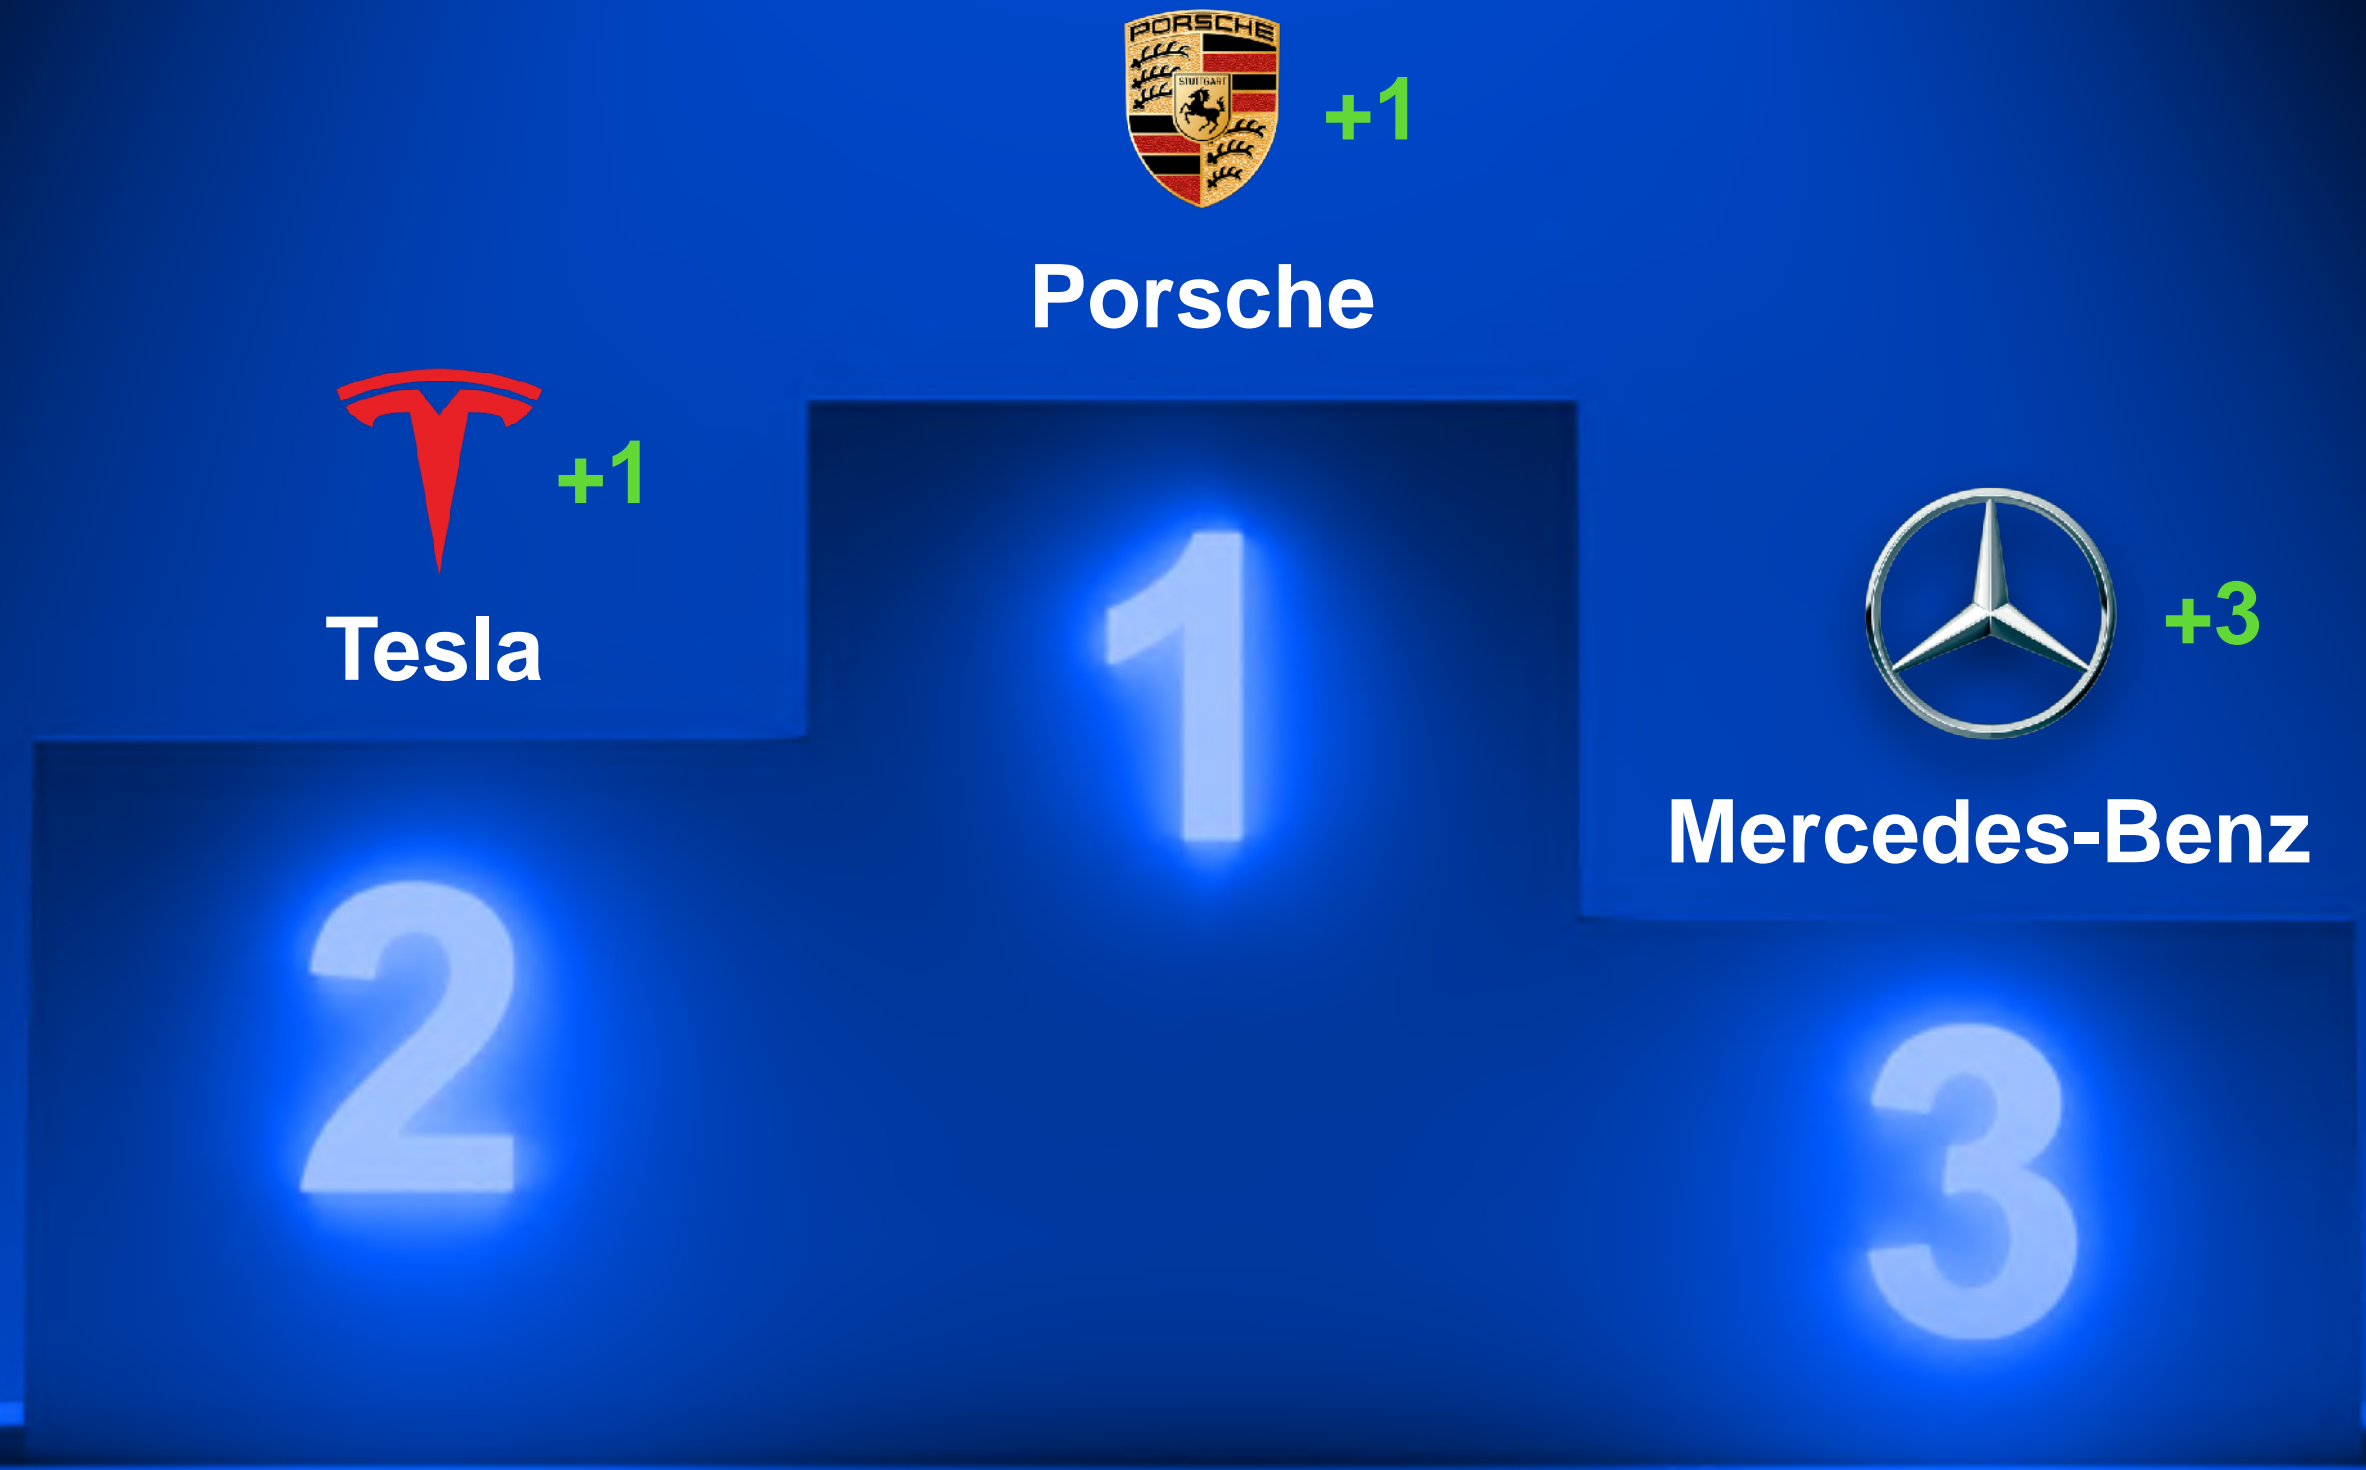 PORSCHE
STUTTGART
+1
Porsche
+1
Tesla
1
+3
Mercedes-Benz
2
3